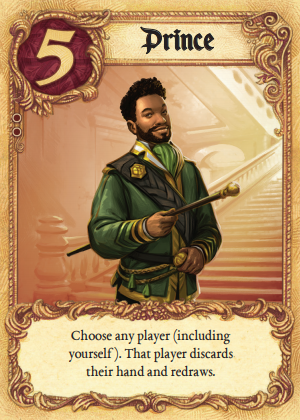 5
Prince
Choose any player (including
yourself). That player discards
their hand and redraws.